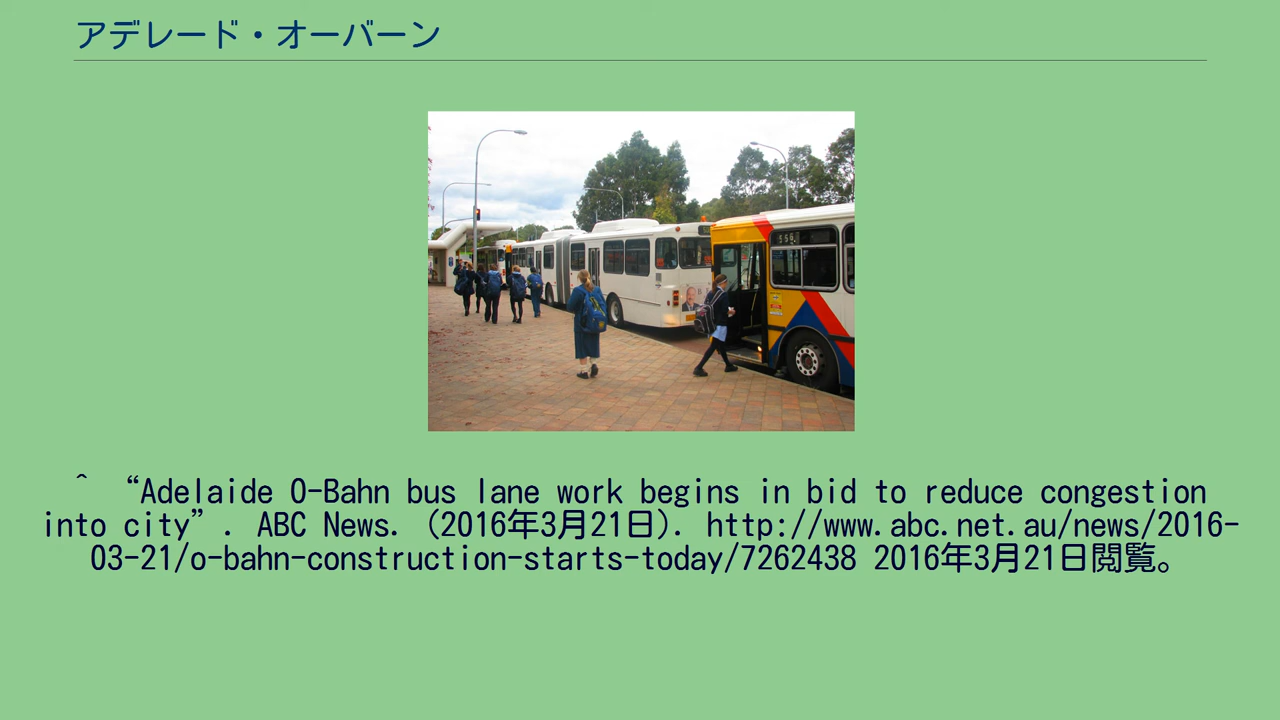 アデレード・オーバーン
556
^ “Adelaide O-Bahn bus lane work begins in bid to reduce congestion
into city”. ABC News. (2016年3月21日). http://www.abc.net.au/news/2016-
03-21/o-bahn-construction-starts-today/7262438 2016年3月21日閲覧。